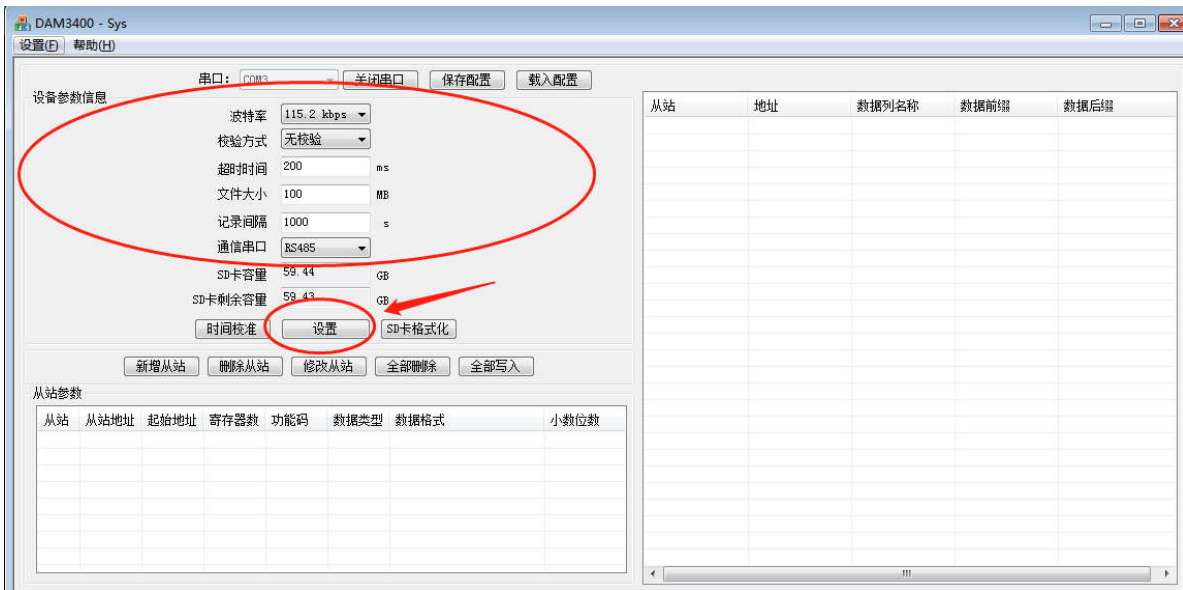 DAM3400 - Sys
设置(F) 帮助(H)
串口: COM3 关闭串口 保存配置 载入配置
设备参数信息
波特率 115.2 kbps
校验方式 无校验
超时时间 200 ms
文件大小 100 MB
记录间隔 1000 s
通信串口 RS485
SD卡容量 59.44 GB
SD卡剩余容量 59.43 GB
时间校准 设置 SD卡格式化
新增从站 删除从站 修改从站 全部删除 全部写入
从站参数
从站 从站地址 起始地址 寄存器数 功能码 数据类型 数据格式 小数位数
从站 地址 数据列名称 数据前缀 数据后缀